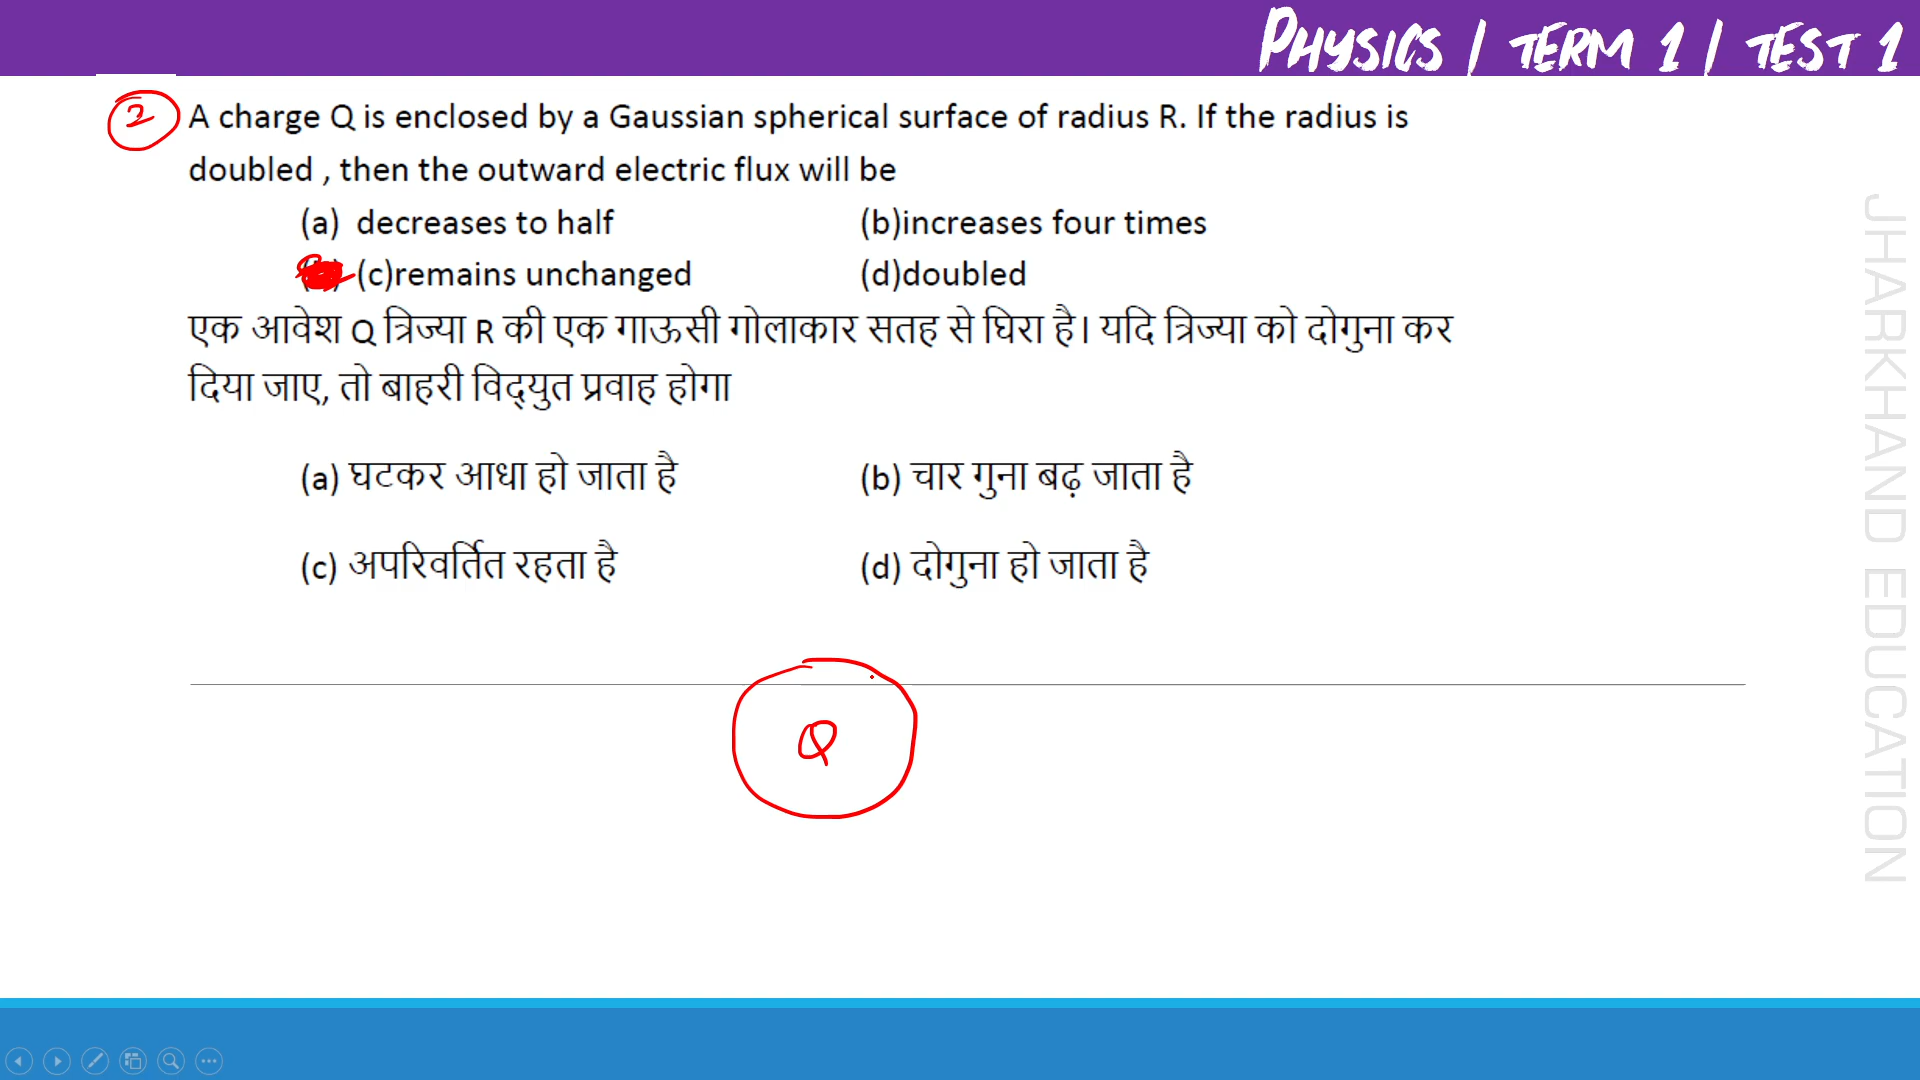 PHYSICS | TERM 1 | TEST 1
2 A charge Q is enclosed by a Gaussian spherical surface of radius R. If the radius is
doubled , then the outward electric flux will be
(a) decreases to half (b)increases four times
(c)remains unchanged (d)doubled
एक आवेश Q त्रिज्या R की एक गाऊसी गोलाकार सतह से घिरा है। यदि त्रिज्या को दोगुना कर
दिया जाए, तो बाहरी विद्युत प्रवाह होगा
(a) घटकर आधा हो जाता है (b) चार गुना बढ़ जाता है
(c) अपरिवर्तित रहता है (d) दोगुना हो जाता है
Q
JHARKHAND EDUCATION